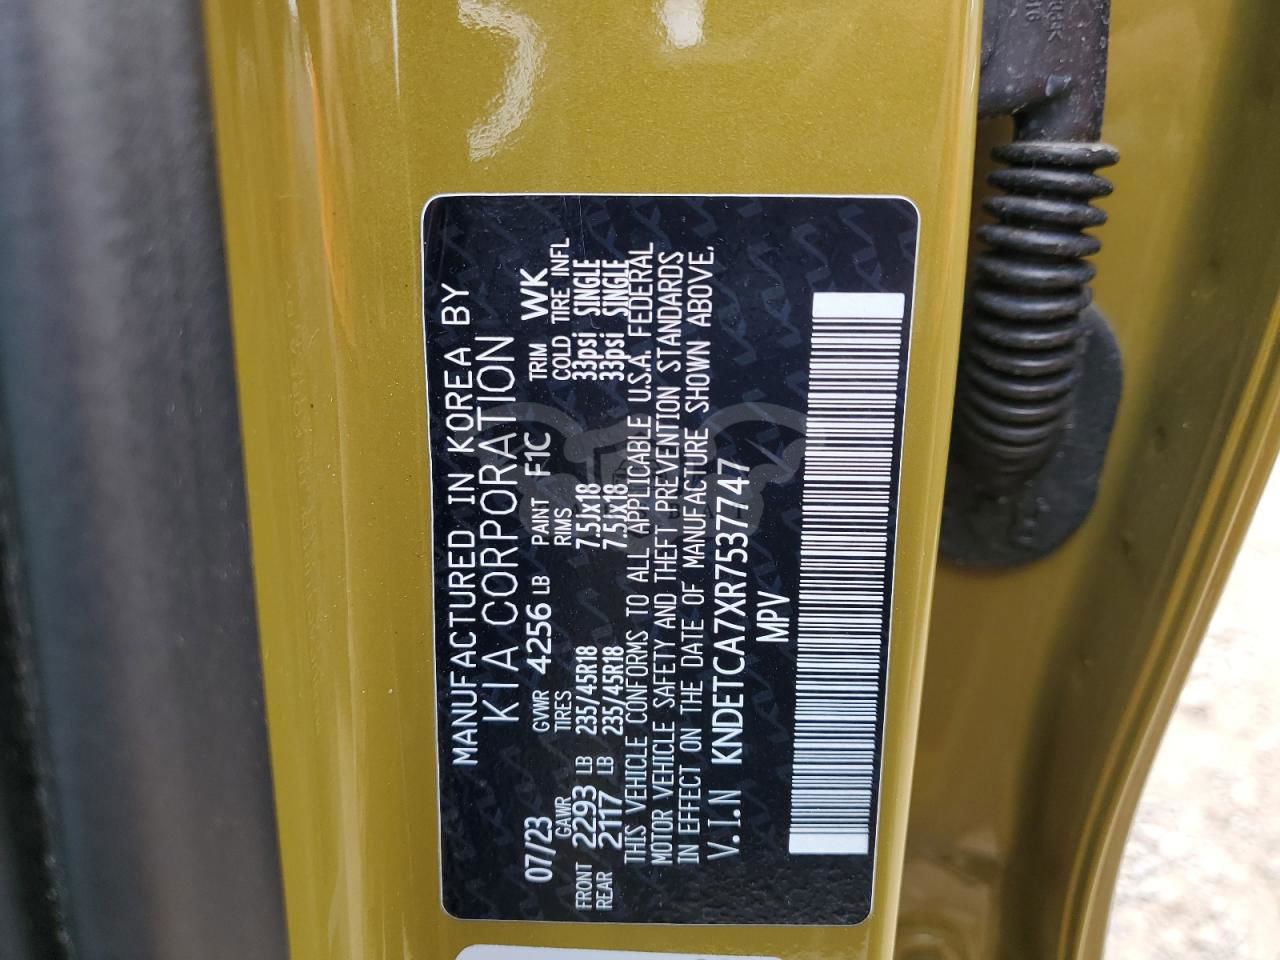 MANUFACTURED IN KOREA BY
KIA CORPORATION
07/23 GVWR 4256 LB PAINT F1C TRIM WK
GAWR TIRES RIMS COLD TIRE INFL
FRONT 2293 LB 235/45R18 7.5Jx18 33psi SINGLE
REAR 2117 LB 235/45R18 7.5Jx18 33psi SINGLE
THIS VEHICLE CONFORMS TO ALL APPLICABLE U.S.A. FEDERAL
MOTOR VEHICLE SAFETY AND THEFT PREVENTION STANDARDS
IN EFFECT ON THE DATE OF MANUFACTURE SHOWN ABOVE.
V.I.N KNDETCA7XR7537747
MPV